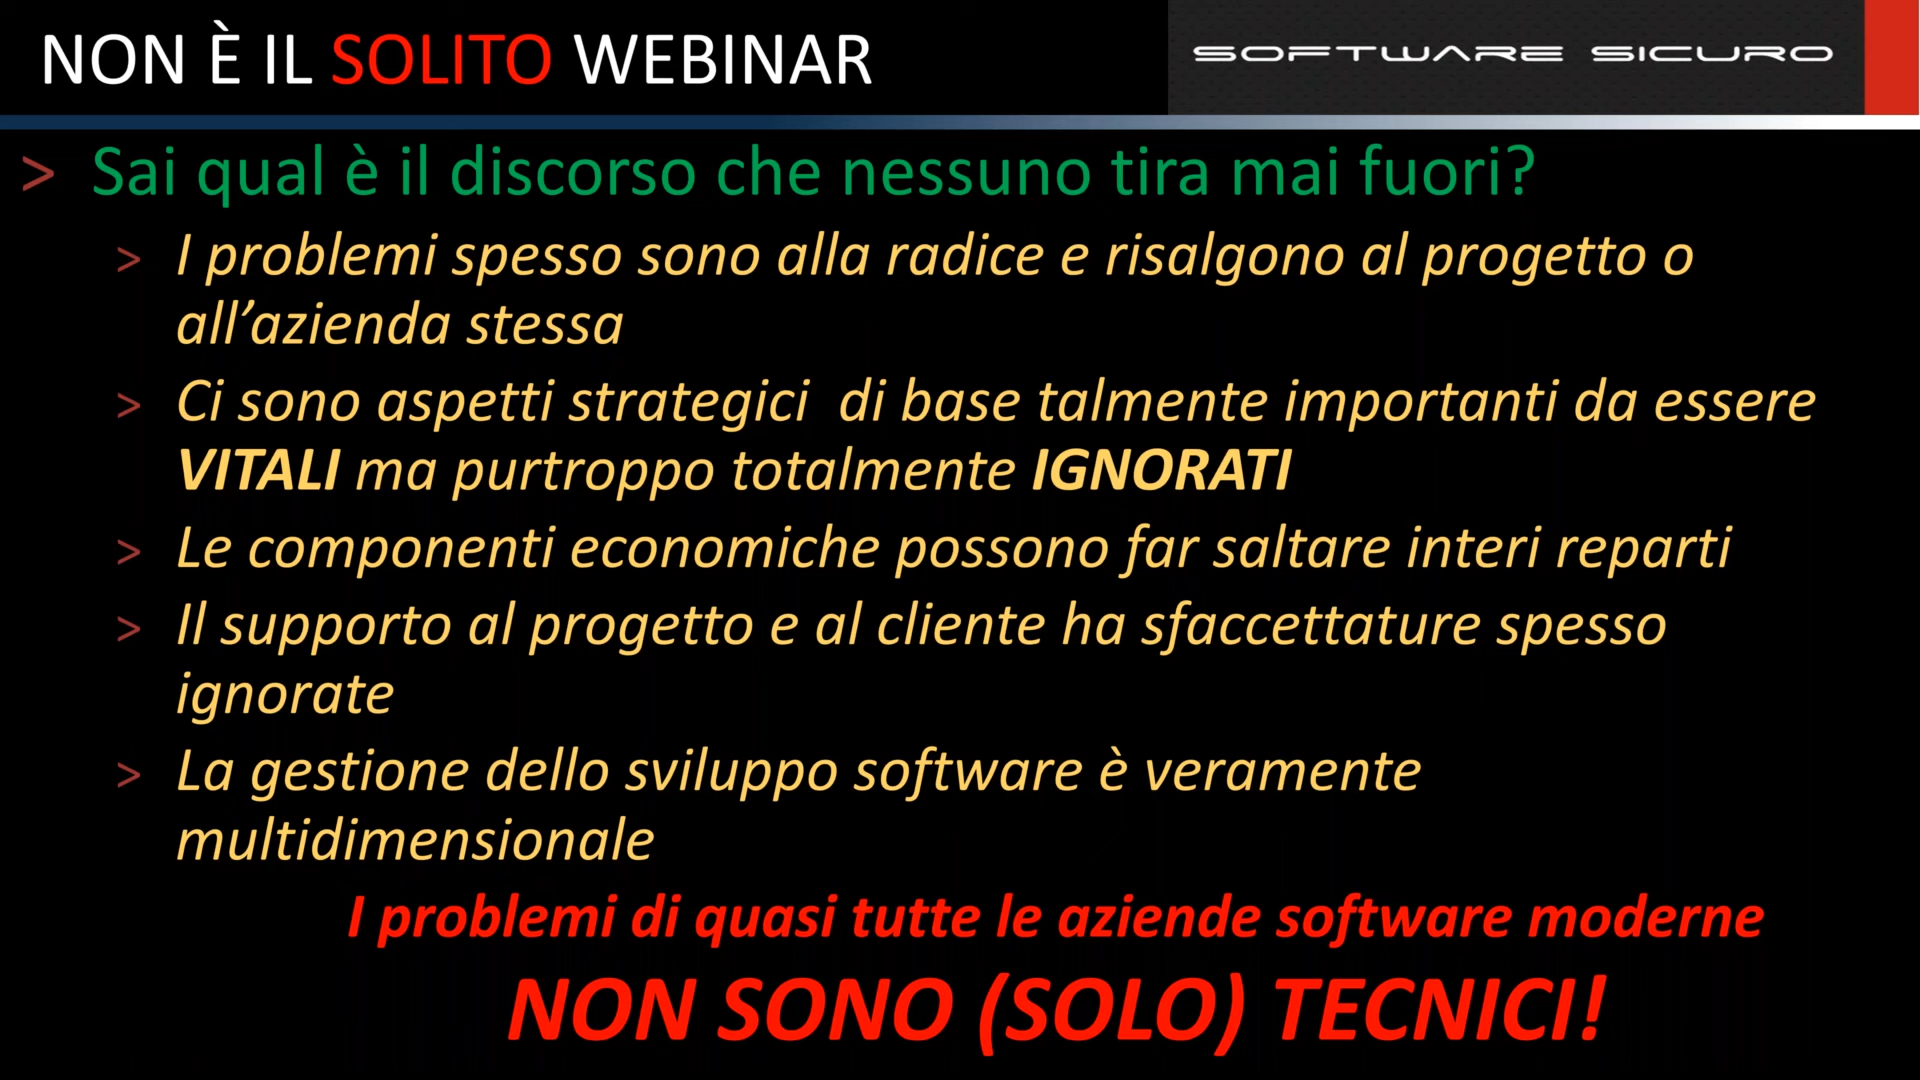 NON È IL SOLITO WEBINAR
SOFTWARE SICURO
> Sai qual è il discorso che nessuno tira mai fuori?
> I problemi spesso sono alla radice e risalgono al progetto o
all’azienda stessa
> Ci sono aspetti strategici  di base talmente importanti da essere
VITALI ma purtroppo totalmente IGNORATI
> Le componenti economiche possono far saltare interi reparti
> Il supporto al progetto e al cliente ha sfaccettature spesso
ignorate
> La gestione dello sviluppo software è veramente
multidimensionale
I problemi di quasi tutte le aziende software moderne
NON SONO (SOLO) TECNICI!